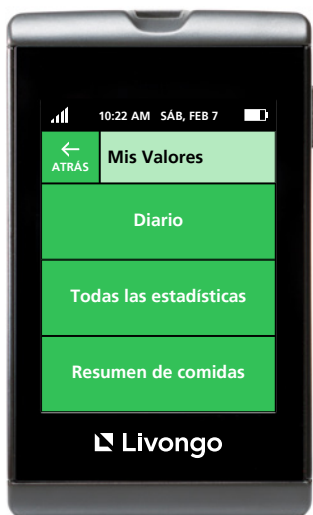 10:22 AM SÁB, FEB 7
ATRÁS
Mis Valores
Diario
Todas las estadísticas
Resumen de comidas
Livongo